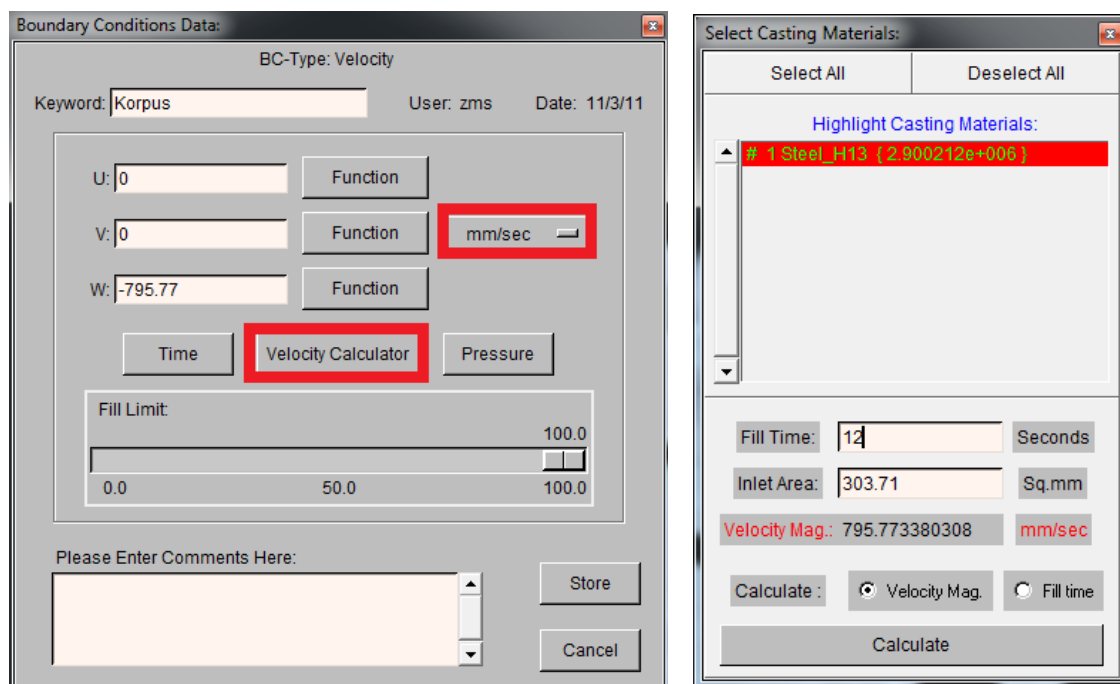 Boundary Conditions Data:
BC-Type: Velocity
Keyword: Korpus User: zms Date: 11/3/11
U: 0 Function
V: 0 Function mm/sec
W: -795.77 Function
Time Velocity Calculator Pressure
Fill Limit:
100.0
0.0 50.0 100.0
Please Enter Comments Here:
Store
Cancel
Select Casting Materials:
Select All Deselect All
Highlight Casting Materials:
# 1 Steel_H13 { 2.900212e+006 }
Fill Time: 12 Seconds
Inlet Area: 303.71 Sq.mm
Velocity Mag.: 795.773380308 mm/sec
Calculate : Velocity Mag. Fill time
Calculate